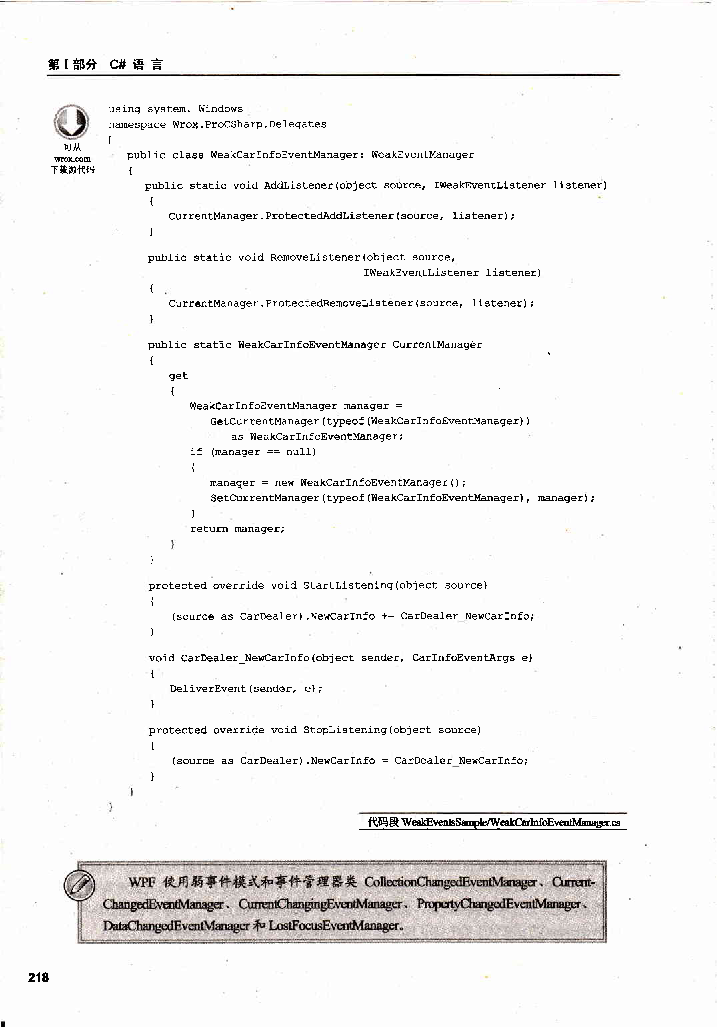 第 I 部分 C# 语 言
可从
wrox.com
下载源代码
using system. Windows
namespace Wrox.ProCSharp.Delegates
{
public class WeakCarInfoEventManager: WeakEventManager
{
public static void AddListener(object source, IWeakEventListener listener)
{
CurrentManager.ProtectedAddListener(source, listener);
}
public static void RemoveListener(object source,
IWeakEventListener listener)
{
CurrentManager.ProtectedRemoveListener(source, listener);
}
public static WeakCarInfoEventManager CurrentManager
{
get
{
WeakCarInfoEventManager manager =
GetCurrentManager(typeof(WeakCarInfoEventManager))
as WeakCarInfoEventManager;
if (manager == null)
{
manager = new WeakCarInfoEventManager();
SetCurrentManager(typeof(WeakCarInfoEventManager), manager);
}
return manager;
}
}
protected override void StartListening(object source)
{
(source as CarDealer).NewCarInfo += CarDealer_NewCarInfo;
}
void CarDealer_NewCarInfo(object sender, CarInfoEventArgs e)
{
DeliverEvent(sender, e);
}
protected override void StopListening(object source)
{
(source as CarDealer).NewCarInfo = CarDealer_NewCarInfo;
}
}
}
代码段 WeakEventsSample/WeakCarInfoEventManager.cs
WPF 使用弱事件模式和事件管理器类 CollectionChangedEventManager、Current-
ChangedEventManager、CurrentChangingEventManager、PropertyChangedEventManager、
DataChangedEventManager 和 LostFocusEventManager。
218